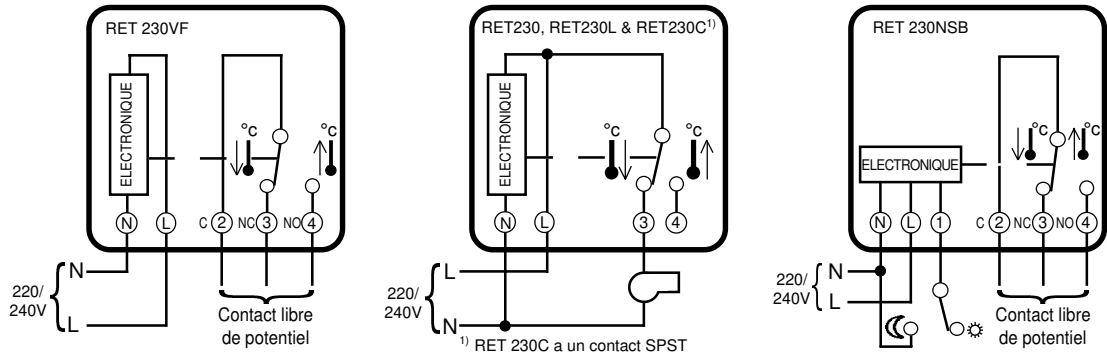 RET 230VF
ELECTRONIQUE
°C °C
N L C 2 NC 3 NO 4
220/
240V
N
L
Contact libre
de potentiel
RET230, RET230L & RET230C¹⁾
ELECTRONIQUE
°C °C
N L 3 4
220/
240V
L
N
¹⁾ RET 230C a un contact SPST
RET 230NSB
°C °C
ELECTRONIQUE
N L 1 C 2 NC 3 NO 4
220/
240V
N
L
Contact libre
de potentiel